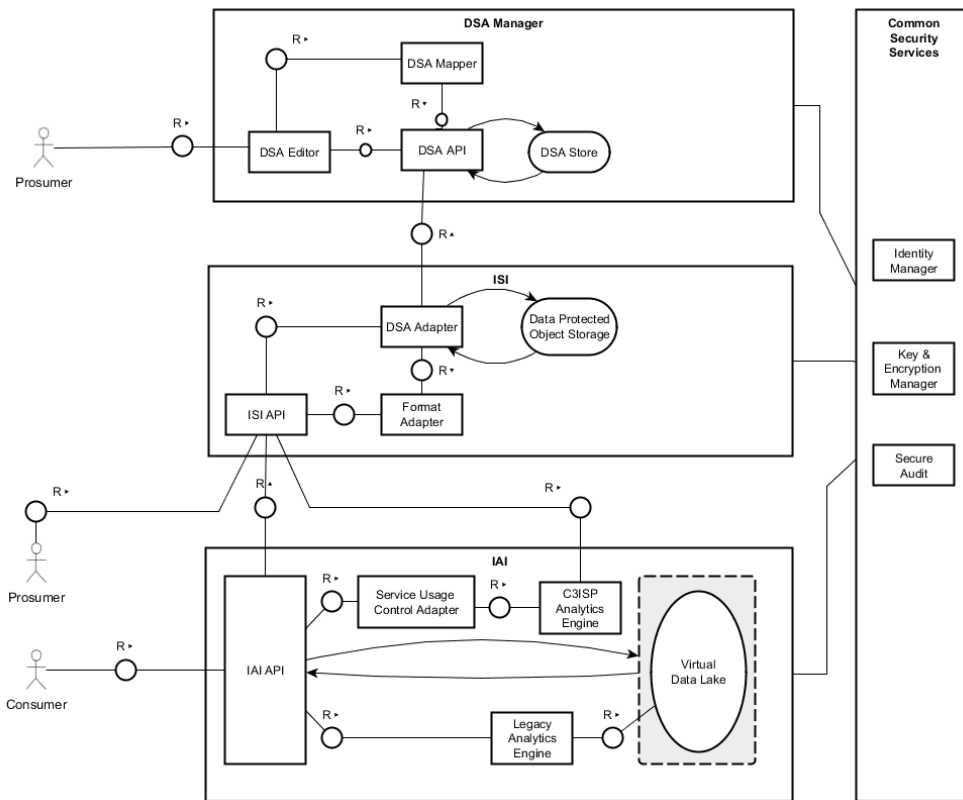 DSA Manager
Common
Security
Services
R ▸
DSA Mapper
R ▾
R ▸
R ▸
DSA Editor
DSA API
DSA Store
Prosumer
R ▴
Identity
Manager
ISI
R ▸
DSA Adapter
Data Protected
Object Storage
R ▾
Key &
Encryption
Manager
R ▸
ISI API
Format
Adapter
Secure
Audit
R ▸
R ▴
R ▸
Prosumer
IAI
R ▸
Service Usage
Control Adapter
R ▸
C3ISP
Analytics
Engine
R ▸
IAI API
Virtual
Data Lake
Consumer
R ▸
Legacy
Analytics
Engine
R ▸